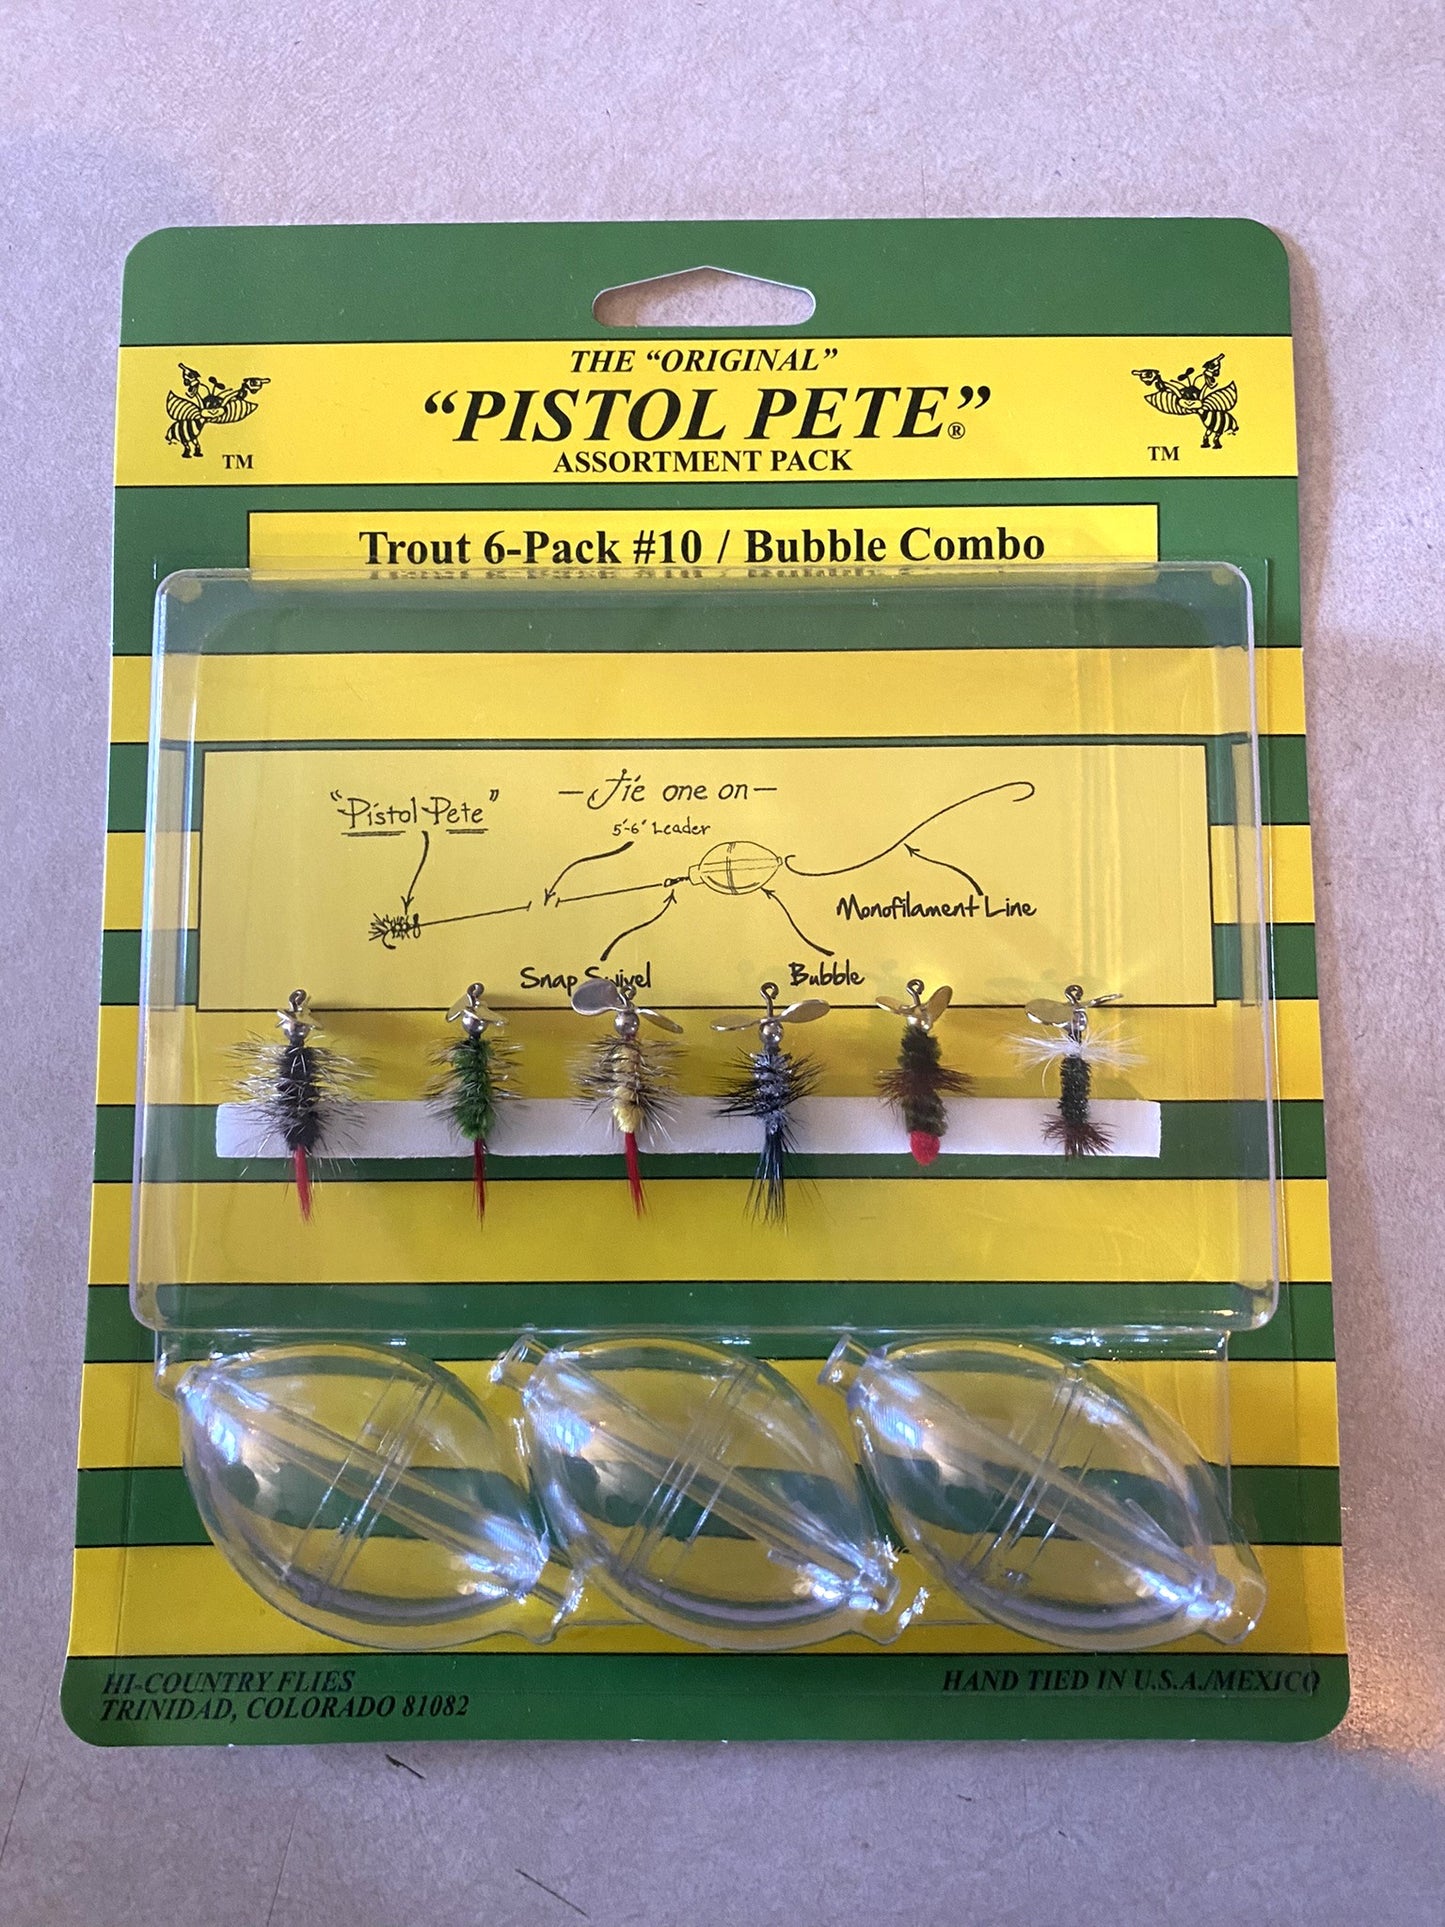 THE "ORIGINAL"
"PISTOL PETE"®
ASSORTMENT PACK
TM
TM
Trout 6-Pack #10 / Bubble Combo
"Pistol Pete"
-Tie one on-
5'-6' Leader
Monofilament Line
Snap Swivel
Bubble
HI-COUNTRY FLIES
TRINIDAD, COLORADO 81082
HAND TIED IN U.S.A./MEXICO